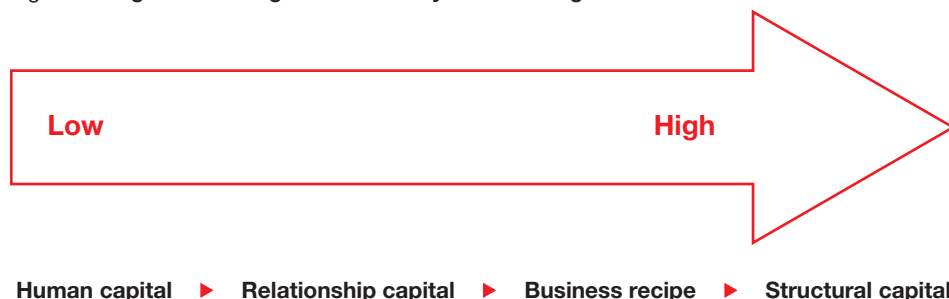 Low High
Human capital ▶ Relationship capital ▶ Business recipe ▶ Structural capital